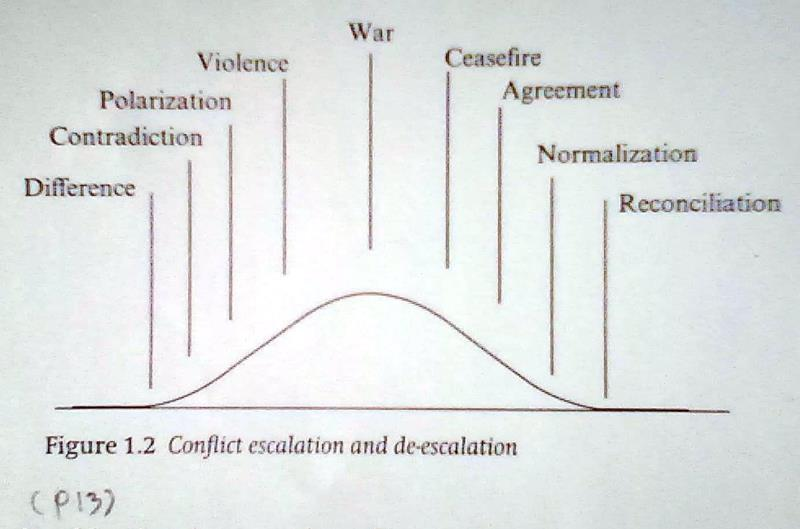 War
Violence
Ceasefire
Polarization
Agreement
Contradiction
Normalization
Difference
Reconciliation
Figure 1.2 Conflict escalation and de-escalation
(P13)